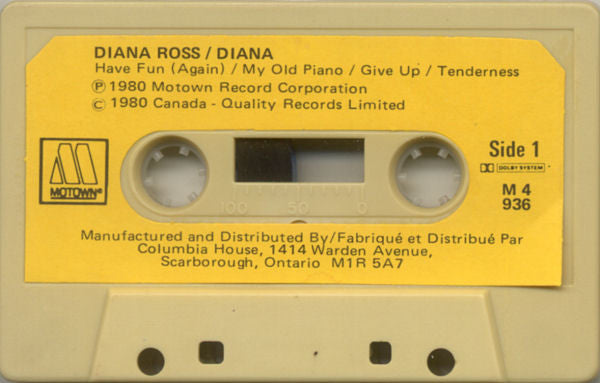 DIANA ROSS / DIANA
Have Fun (Again) / My Old Piano / Give Up / Tenderness
Ⓟ 1980 Motown Record Corporation
© 1980 Canada - Quality Records Limited
Side 1
DOLBY SYSTEM
MOTOWN®
M 4
936
100 50 0
Manufactured and Distributed By/Fabriqué et Distribué Par
Columbia House, 1414 Warden Avenue,
Scarborough, Ontario M1R 5A7